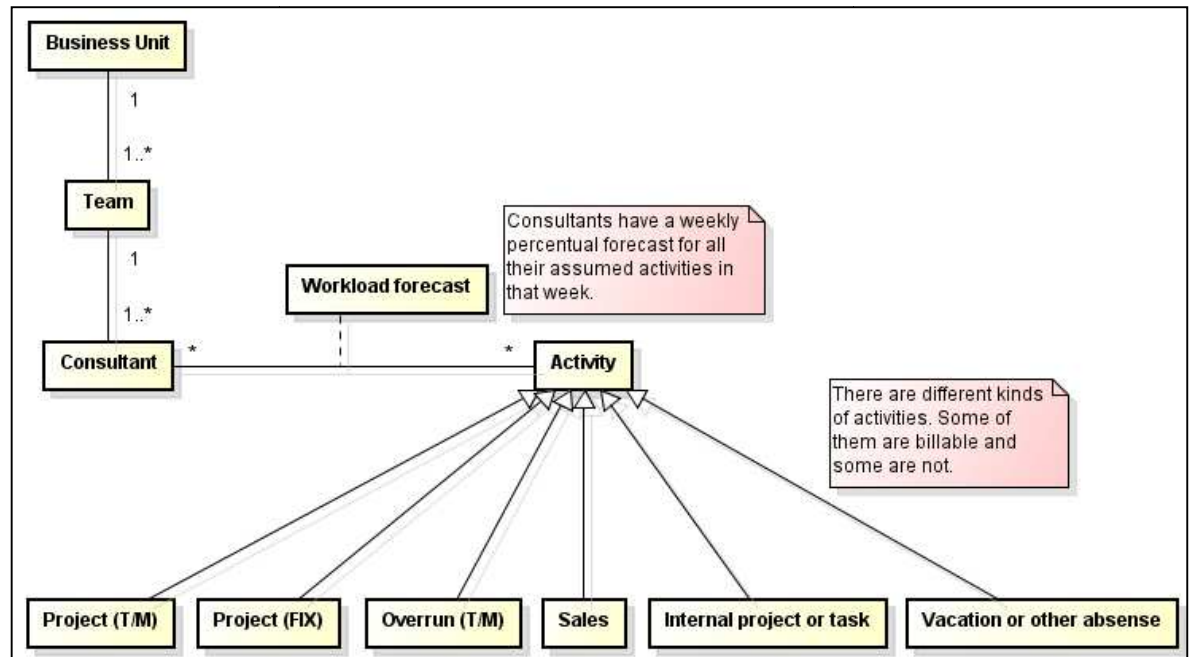 Business Unit
1
1..*
Team
Consultants have a weekly
percentual forecast for all
their assumed activities in
that week.
1
Workload forecast
1..*
Consultant
*
*
Activity
There are different kinds
of activities. Some of
them are billable and
some are not.
Project (T/M)
Project (FIX)
Overrun (T/M)
Sales
Internal project or task
Vacation or other absense